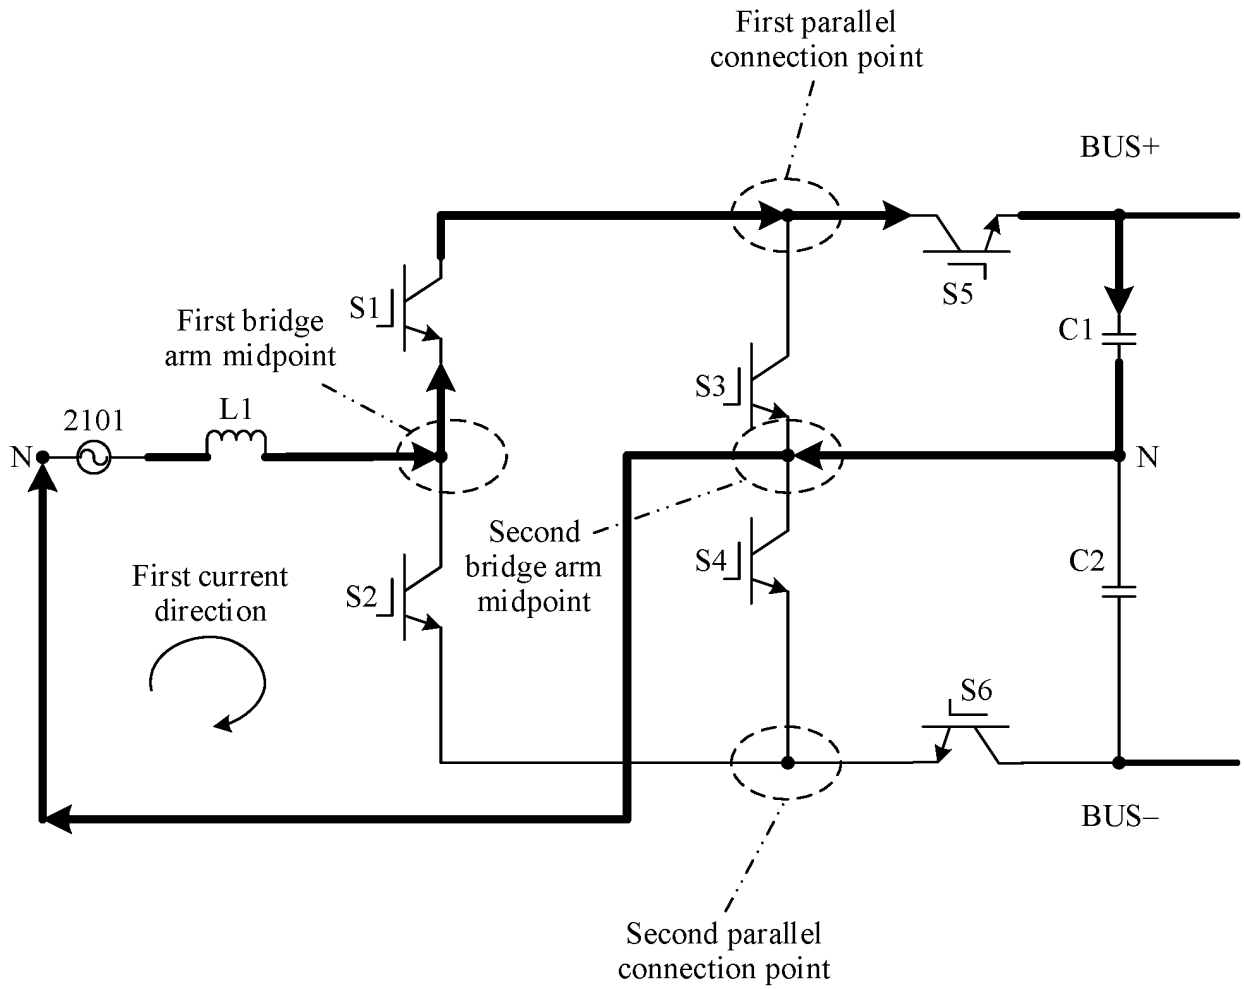 First parallel
connection point
BUS+
S5
S1
C1
First bridge
arm midpoint
S3
2101
L1
N
N
Second
bridge arm
midpoint
S4
C2
First current
direction
S2
S6
BUS–
Second parallel
connection point